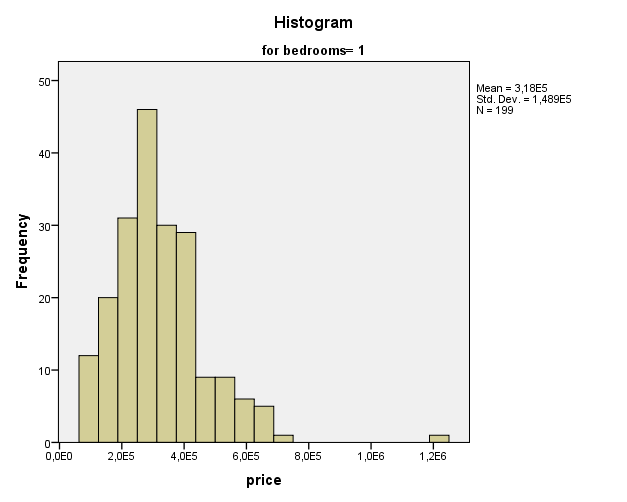 Histogram
for bedrooms= 1
Mean = 3,18E5
Std. Dev. = 1,489E5
N = 199
Frequency
50
40
30
20
10
0
0,0E0 2,0E5 4,0E5 6,0E5 8,0E5 1,0E6 1,2E6
price